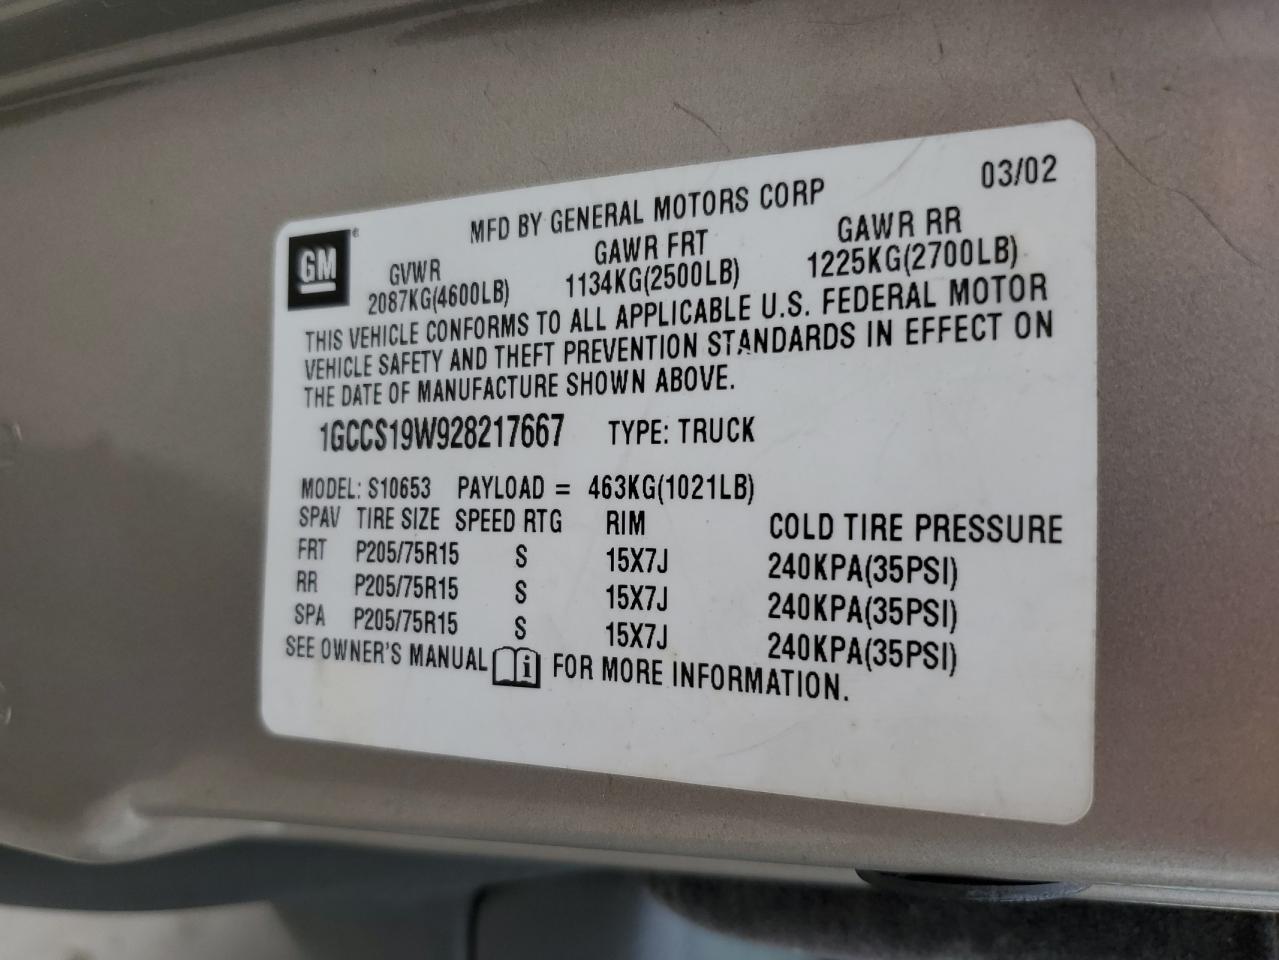 03/02
MFD BY GENERAL MOTORS CORP
GM®
GVWR GAWR FRT GAWR RR
2087KG(4600LB) 1134KG(2500LB) 1225KG(2700LB)
THIS VEHICLE CONFORMS TO ALL APPLICABLE U.S. FEDERAL MOTOR
VEHICLE SAFETY AND THEFT PREVENTION STANDARDS IN EFFECT ON
THE DATE OF MANUFACTURE SHOWN ABOVE.
1GCCS19W928217667 TYPE: TRUCK
MODEL: S10653 PAYLOAD = 463KG(1021LB)
SPAV TIRE SIZE SPEED RTG RIM COLD TIRE PRESSURE
FRT P205/75R15 S 15X7J 240KPA(35PSI)
RR P205/75R15 S 15X7J 240KPA(35PSI)
SPA P205/75R15 S 15X7J 240KPA(35PSI)
SEE OWNER'S MANUAL i FOR MORE INFORMATION.